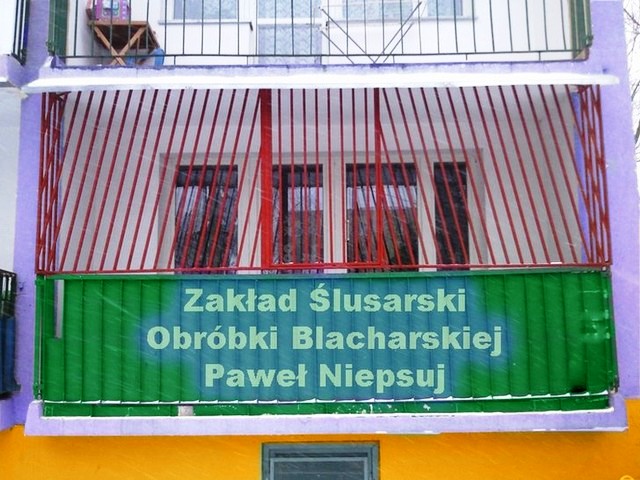 Zakład Ślusarski
Obróbki Blacharskiej
Paweł Niepsuj